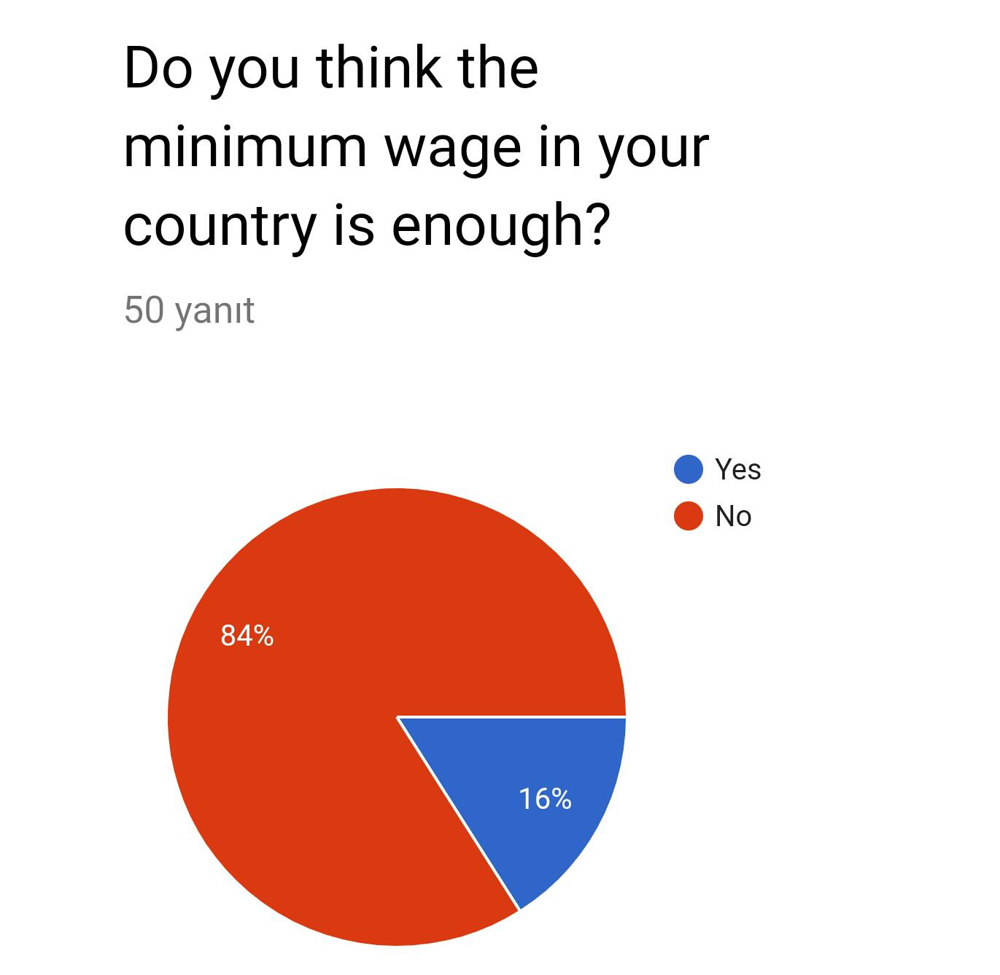 Do you think the
minimum wage in your
country is enough?
50 yanıt
Yes
No
84%
16%